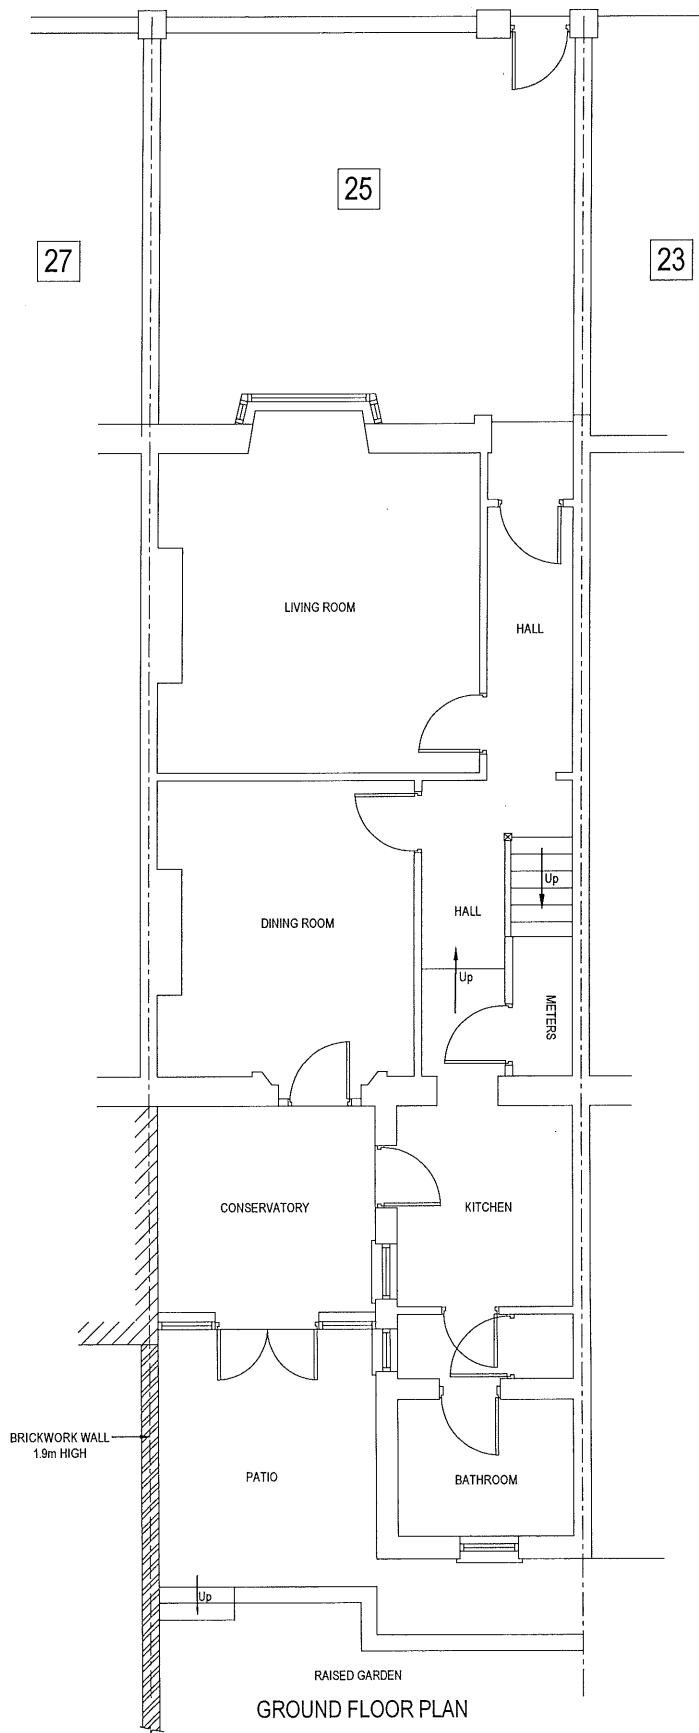 25
27
23
LIVING ROOM
HALL
Up
DINING ROOM
HALL
Up
METERS
CONSERVATORY
KITCHEN
BRICKWORK WALL
1.9m HIGH
PATIO
BATHROOM
Up
RAISED GARDEN
GROUND FLOOR PLAN